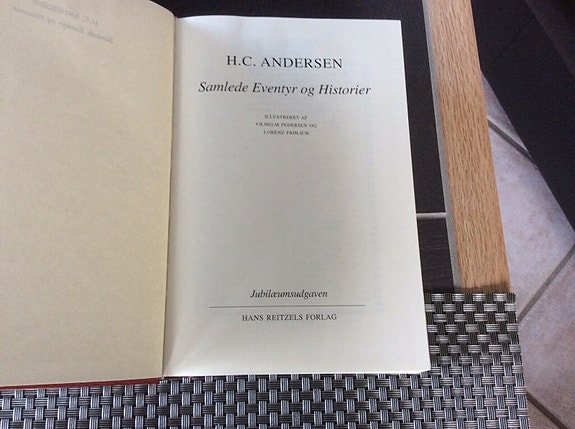 H.C. ANDERSEN
Samlede Eventyr og Historier
ILLUSTRERET AF
VILHELM PEDERSEN OG
LORENZ FRØLICH
Jubilæumsudgaven
HANS REITZELS FORLAG